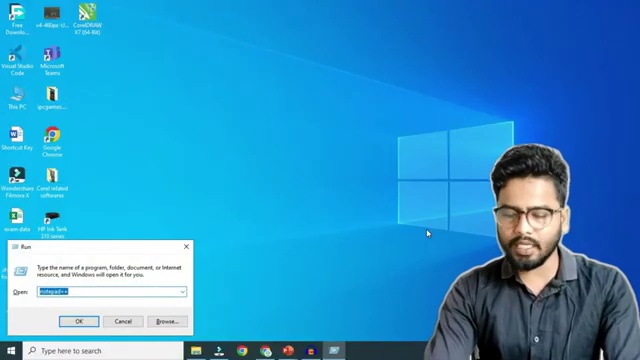 Free
Downlo...
v4-460px-sl...
CorelDRAW
X7 (64-Bit)
Visual Studio
Code
Microsoft
Teams
This PC
Shortcut Key
Google
Chrome
Wondershare
Filmora X
Corel related
softwares
exam data
HP Ink Tank
310 series
Run
Type the name of a program, folder, document, or Internet
resource, and Windows will open it for you.
Open:
notepad++
OK
Cancel
Browse...
Type here to search